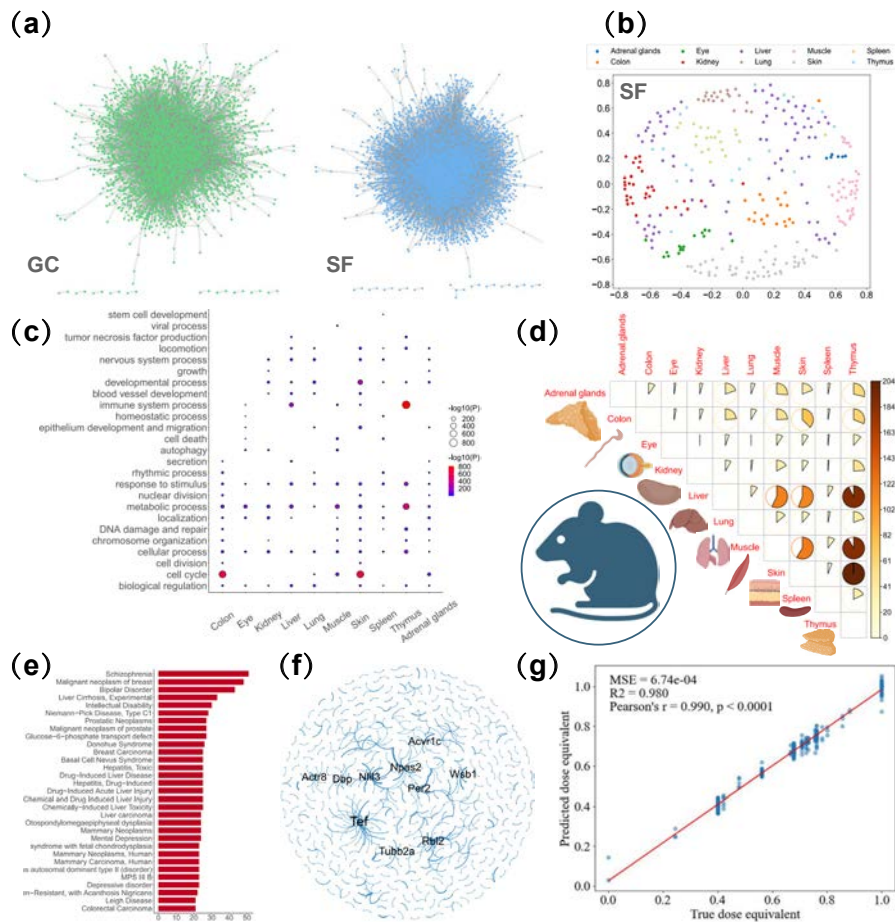 (a)
GC
SF
(b)
Adrenal glands Eye Liver Muscle Spleen
Colon Kidney Lung Skin Thymus
SF
0.8
0.6
0.4
0.2
0.0
−0.2
−0.4
−0.6
−0.8
−0.8 −0.6 −0.4 −0.2 0.0 0.2 0.4 0.6 0.8
(c)
stem cell development
viral process
tumor necrosis factor production
locomotion
nervous system process
growth
developmental process
blood vessel development
immune system process
homeostatic process
epithelium development and migration
cell death
autophagy
secretion
rhythmic process
response to stimulus
nuclear division
metabolic process
localization
DNA damage and repair
chromosome organization
cellular process
cell division
cell cycle
biological regulation
Colon Eye Kidney Liver Lung Muscle Skin Spleen Thymus Adrenal glands
-log10(P)
200
400
600
800
-log10(P)
800
600
400
200
(d)
Adrenal glands Colon Eye Kidney Liver Lung Muscle Skin Spleen Thymus
Adrenal glands
Colon
Eye
Kidney
Liver
Lung
Muscle
Skin
Spleen
Thymus
204
184
164
143
122
102
82
61
41
20
0
(e)
Schizophrenia
Malignant neoplasm of breast
Bipolar Disorder
Liver Cirrhosis, Experimental
Intellectual Disability
Niemann-Pick Disease, Type C1
Prostatic Neoplasms
Malignant neoplasm of prostate
Glucose-6-phosphate transport defect
Donohue Syndrome
Breast Carcinoma
Basal Cell Nevus Syndrome
Hepatitis, Toxic
Drug-Induced Liver Disease
Hepatitis, Drug-Induced
Drug-Induced Acute Liver Injury
Chemical and Drug Induced Liver Injury
Chemically-Induced Liver Toxicity
Liver carcinoma
Otospondylomegaepiphyseal dysplasia
Mammary Neoplasms
Mental Depression
syndrome with fetal chondrodysplasia
Mammary Neoplasms, Human
Mammary Carcinoma, Human
autosomal dominant type II (disorder)
MPS III B
Depressive disorder
Resistant, with Acanthosis Nigricans
Leigh Disease
Colorectal Carcinoma
0 10 20 30 40 50
(f)
Acvr1c
Npas2
Actr8 Dbp Nfil3 Wsb1
Per2
Tef
Rbl2
Tubb2a
(g)
MSE = 6.74e-04
R2 = 0.980
Pearson's r = 0.990, p < 0.0001
Predicted dose equivalent
1.0
0.8
0.6
0.4
0.2
0.0
0.0 0.2 0.4 0.6 0.8 1.0
True dose equivalent